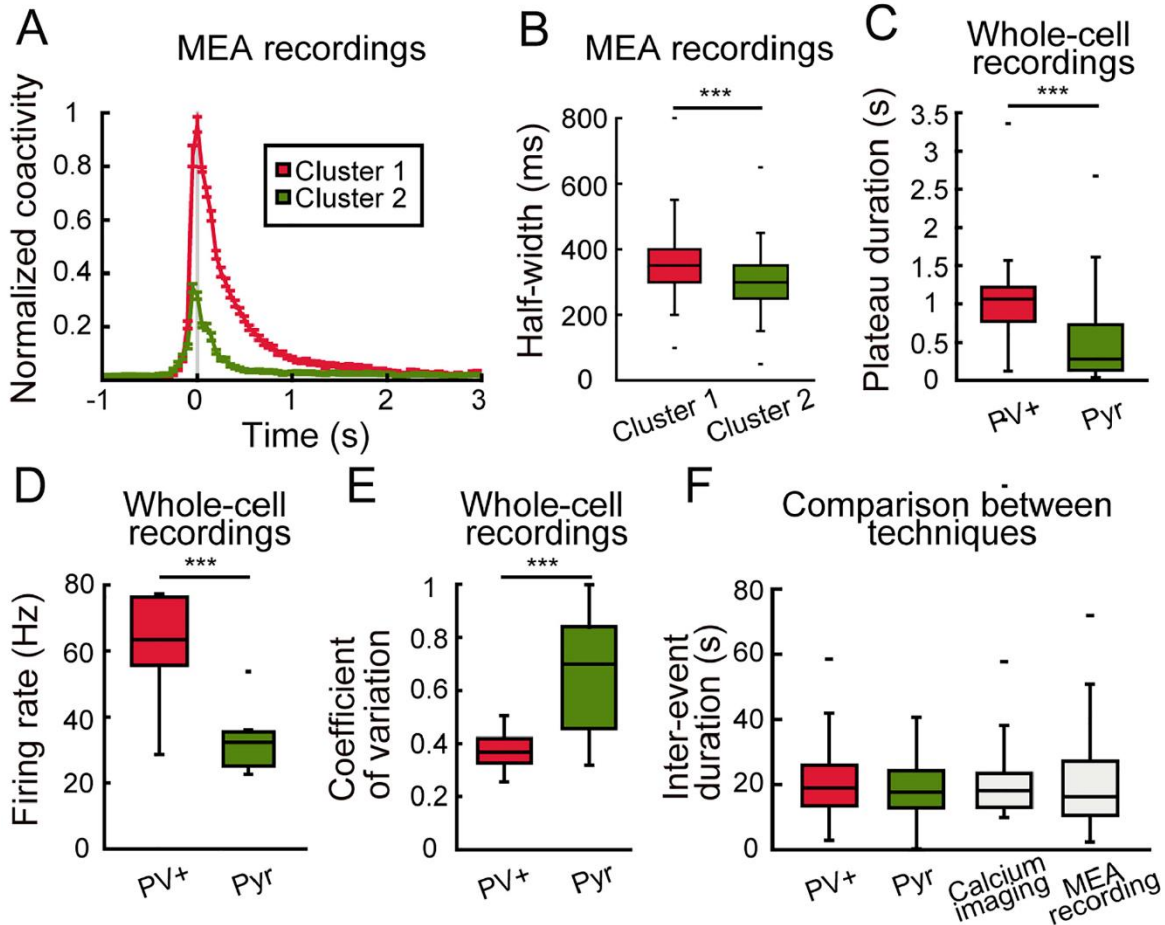 A
MEA recordings
Normalized coactivity
1
0.8
0.6
0.4
0.2
-1
0
1
2
3
Time (s)
Cluster 1
Cluster 2
B
MEA recordings
***
Half-width (ms)
800
600
400
200
0
Cluster 1
Cluster 2
C
Whole-cell
recordings
***
Plateau duration (s)
3.5
3
2.5
2
1.5
1
0.5
0
PV+
Pyr
D
Whole-cell
recordings
***
Firing rate (Hz)
80
60
40
20
0
PV+
Pyr
E
Whole-cell
recordings
***
Coefficient
of variation
1
0.8
0.6
0.4
0.2
0
PV+
Pyr
F
Comparison between
techniques
Inter-event
duration (s)
80
60
40
20
0
PV+
Pyr
Calcium
imaging
MEA
recording